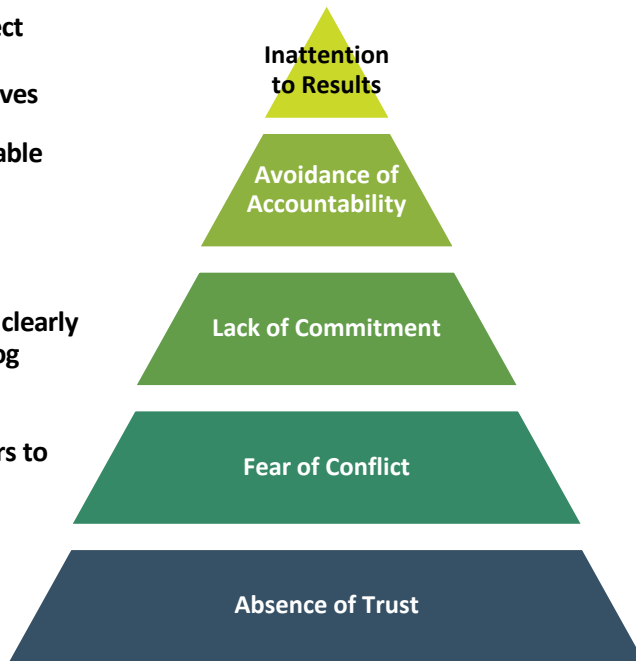 ect
ves
able
clearly
og
rs to
Inattention
to Results
Avoidance of
Accountability
Lack of Commitment
Fear of Conflict
Absence of Trust